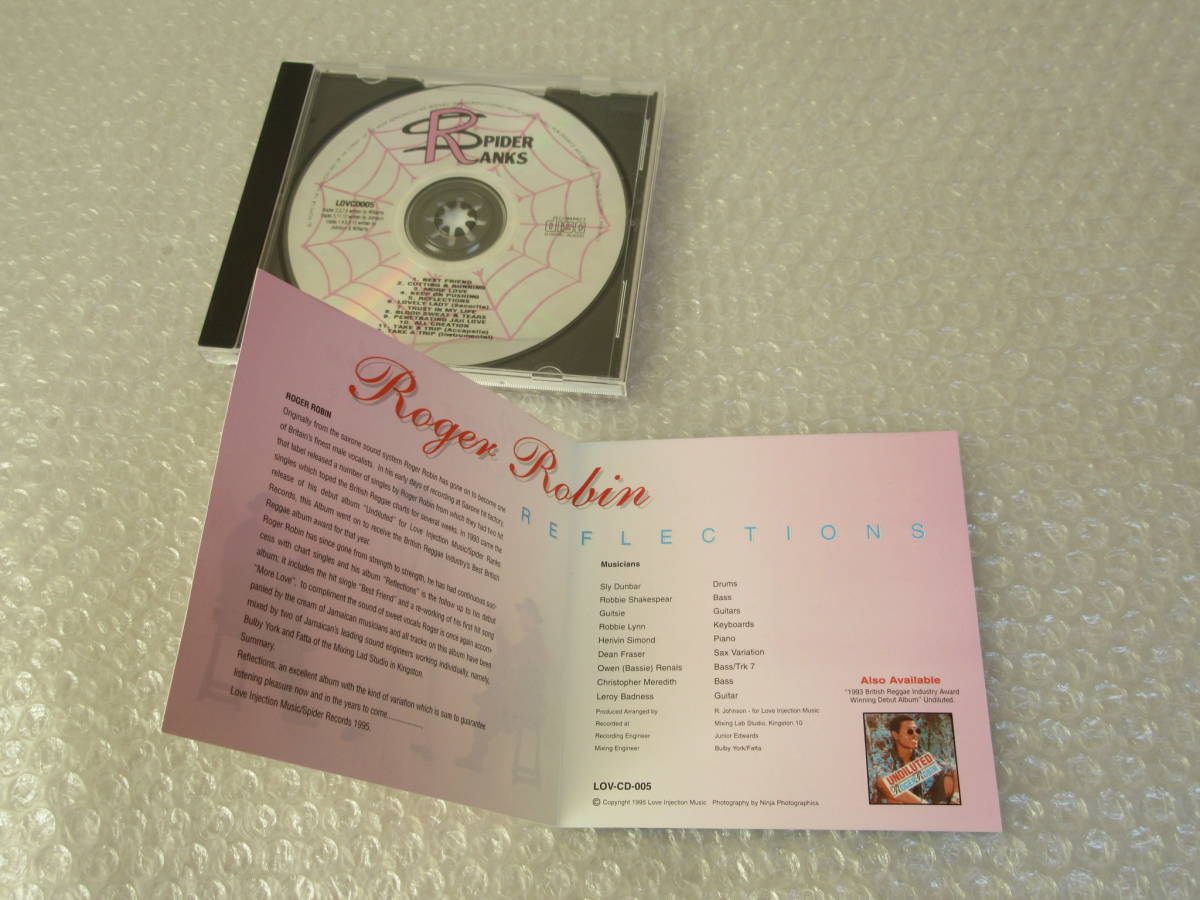 SPIDER
RANKS
LOVCD005
COMPACT
disc
DIGITAL AUDIO
1. BEST FRIEND
2. CUTTING & RUNNING
3. MORE LOVE
4. KEEP ON PUSHING
5. REFLECTIONS
6. LOVELY LADY
7. TRUST IN MY LIFE
8. BLOOD SWEAT & TEARS
9. PENETRATING Jail LOVE
10. ALL CREATION
11. TAKE A TRIP (Accapella)
TAKE A TRIP (Instrumental)
Roger Robin
REFLECTIONS
ROGER ROBIN
Originally from the saxone sound system Roger Robin has gone on to become one
of Britain's finest male vocalists. In his early days of recording at Saxone hit factory,
that label released a number of singles by Roger Robin from which they had two hit
singles which toped the British Reggae charts for several weeks. In 1993 came the
release of his debut album "Undiluted" for Love Injection Music/Spider Ranks
Records, this Album went on to receive the British Reggae Industry's Best British
Reggae album award for that year.
Roger Robin has since gone from strength to strength, he has had continuous suc-
cess with chart singles and his album "Reflections" is the follow up to his debut
album; it includes the hit single "Best Friend" and a re-working of his first hit song
"More Love". to compliment the sound of sweet vocals Roger is once again accom-
panied by the cream of Jamaican musicians and all tracks on this album have been
mixed by two of Jamaican's leading sound engineers working individually, namely,
Bulby York and Fatta of the Mixing Lad Studio in Kingston.
Summary.
Reflections, an excellent album with the kind of variation which is sure to guarantee
listening pleasure now and in the years to come..............
Love Injection Music/Spider Records 1995.
Musicians
Sly Dunbar Drums
Robbie Shakespear Bass
Guitsie Guitars
Robbie Lynn Keyboards
Herivin Simond Piano
Dean Fraser Sax Variation
Owen (Bassie) Renals Bass/Trk 7
Christopher Meredith Bass
Leroy Badness Guitar
Produced Arranged by R. Johnson - for Love Injection Music
Recorded at Mixing Lab Studio, Kingston 10
Recording Engineer Junior Edwards
Mixing Engineer Bulby York/Fatta
LOV-CD-005
© Copyright 1995 Love Injection Music Photography by Ninja Photographics
Also Available
"1993 British Reggae Industry Award
Winning Debut Album" Undiluted.
UNDILUTED
ROGER ROBIN